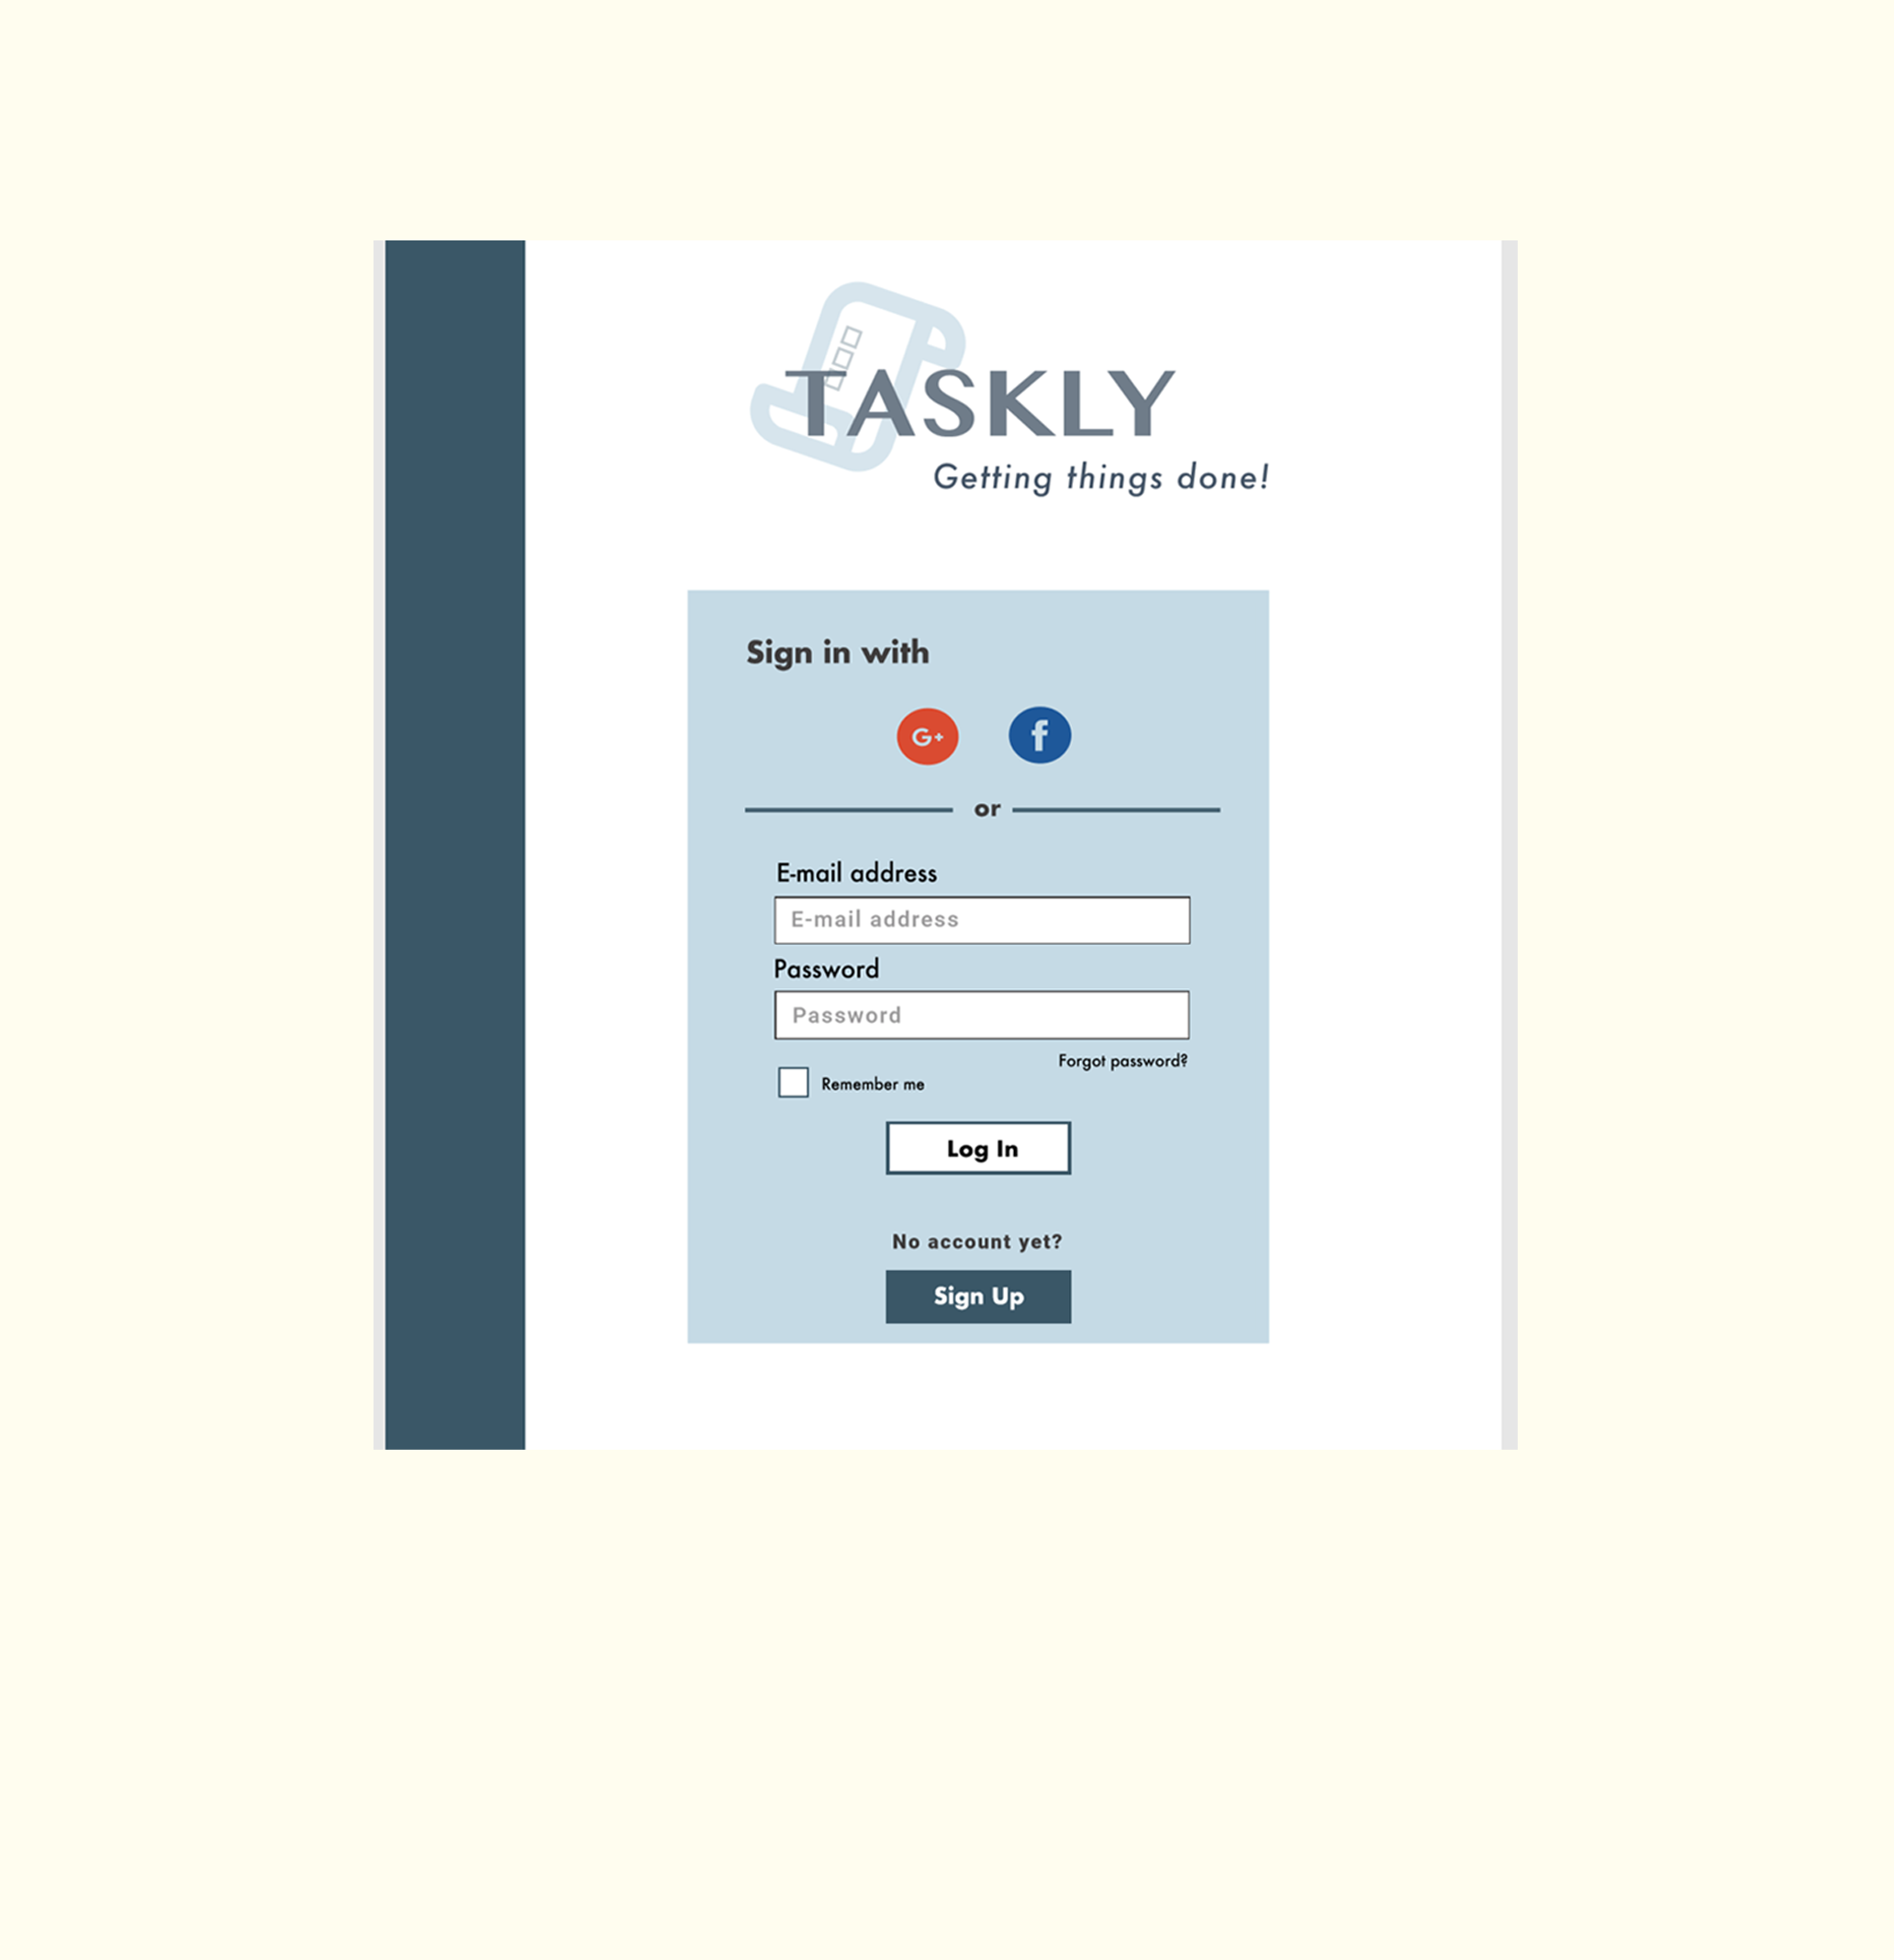 TASKLY
Getting things done!
Sign in with
G+ f
or
E-mail address
E-mail address
Password
Password
Forgot password?
Remember me
Log In
No account yet?
Sign Up